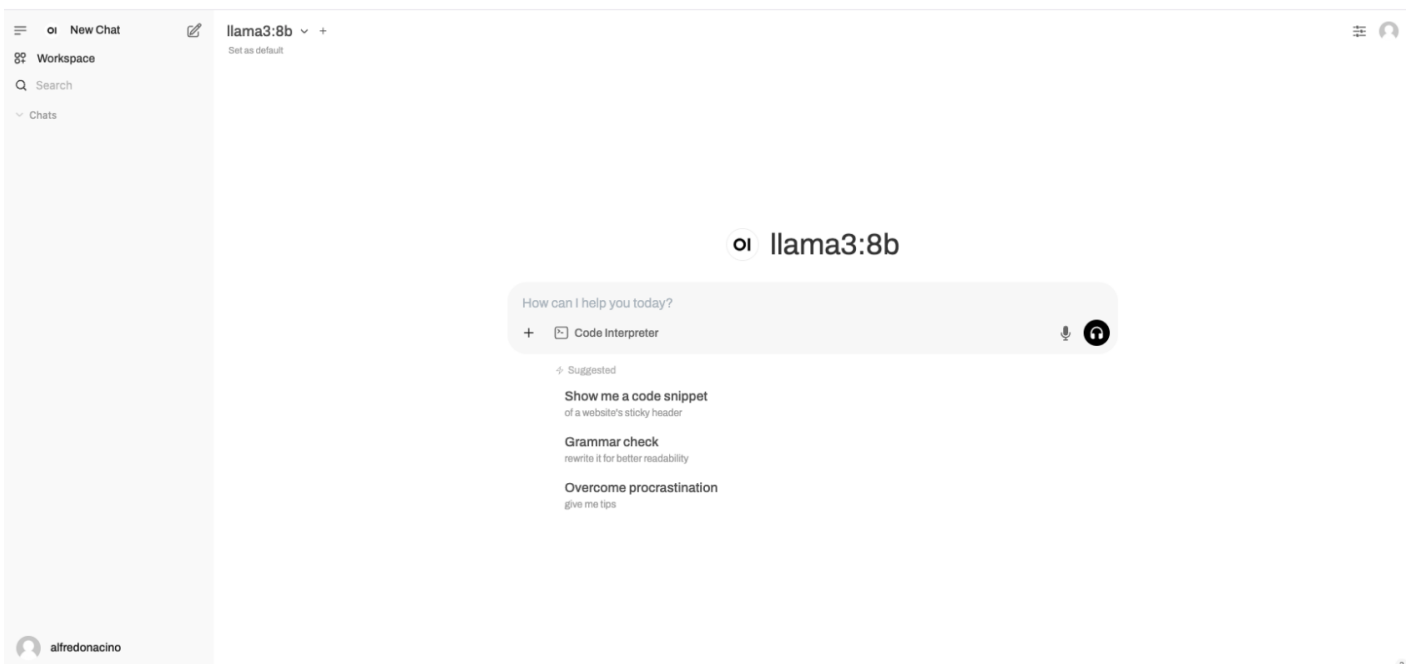 OI New Chat
Workspace
Search
Chats
alfredonacino
llama3:8b
Set as default
OI llama3:8b
How can I help you today?
Code Interpreter
Suggested
Show me a code snippet
of a website's sticky header
Grammar check
rewrite it for better readability
Overcome procrastination
give me tips